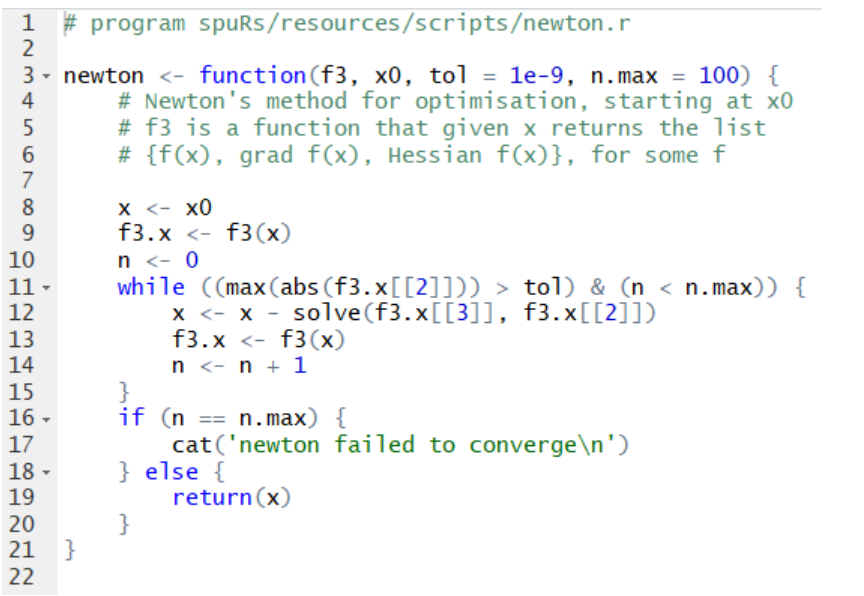 1 # program spuRs/resources/scripts/newton.r
2
3 newton <- function(f3, x0, tol = 1e-9, n.max = 100) {
4     # Newton's method for optimisation, starting at x0
5     # f3 is a function that given x returns the list
6     # {f(x), grad f(x), Hessian f(x)}, for some f
7
8     x <- x0
9     f3.x <- f3(x)
10     n <- 0
11     while ((max(abs(f3.x[[2]])) > tol) & (n < n.max)) {
12         x <- x - solve(f3.x[[3]], f3.x[[2]])
13         f3.x <- f3(x)
14         n <- n + 1
15     }
16     if (n == n.max) {
17         cat('newton failed to converge\n')
18     } else {
19         return(x)
20     }
21 }
22